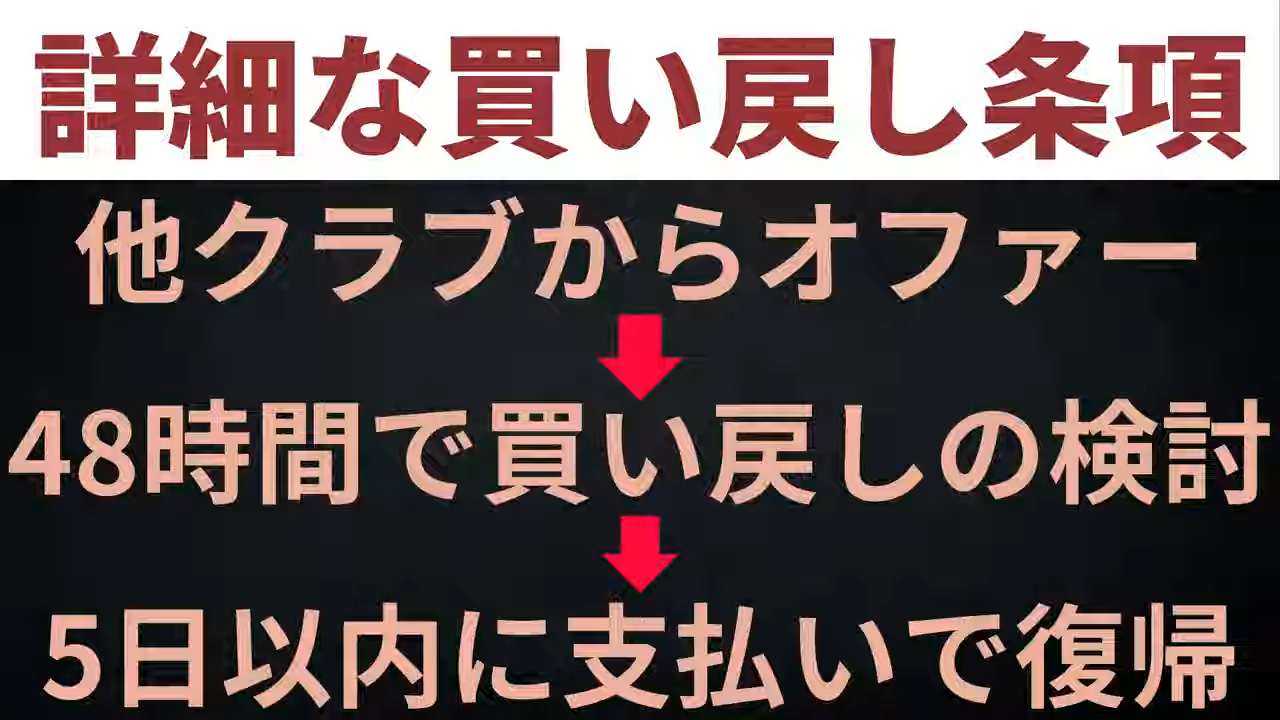 詳細な買い戻し条項
他クラブからオファー
48時間で買い戻しの検討
5日以内に支払いで復帰